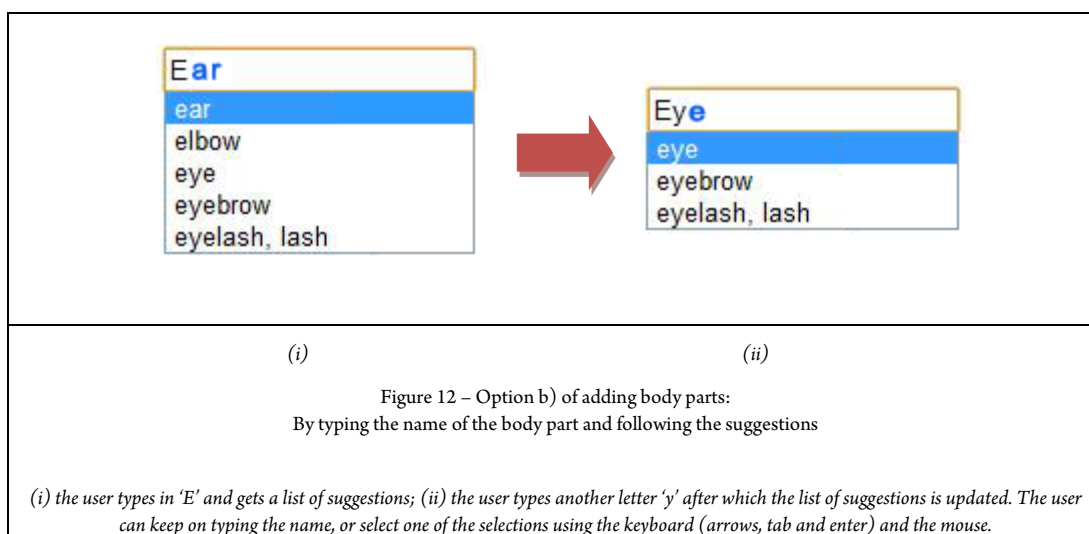 Ear
ear
elbow
eye
eyebrow
eyelash, lash
Eye
eye
eyebrow
eyelash, lash
(i)
(ii)
Figure 12 – Option b) of adding body parts:
By typing the name of the body part and following the suggestions
(i) the user types in ‘E’ and gets a list of suggestions; (ii) the user types another letter ‘y’ after which the list of suggestions is updated. The user
can keep on typing the name, or select one of the selections using the keyboard (arrows, tab and enter) and the mouse.